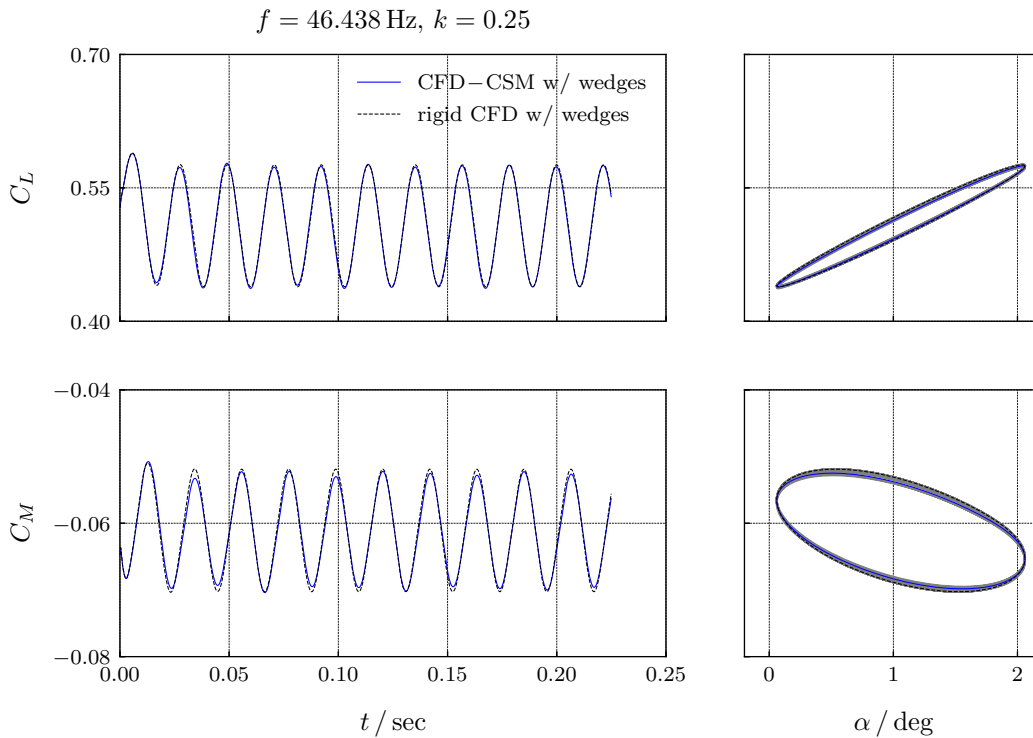 f = 46.438 Hz, k = 0.25
0.70
0.55
0.40
C_L
CFD−CSM w/ wedges
rigid CFD w/ wedges
−0.04
−0.06
−0.08
C_M
0.00 0.05 0.10 0.15 0.20 0.25
t / sec
0 1 2
α / deg